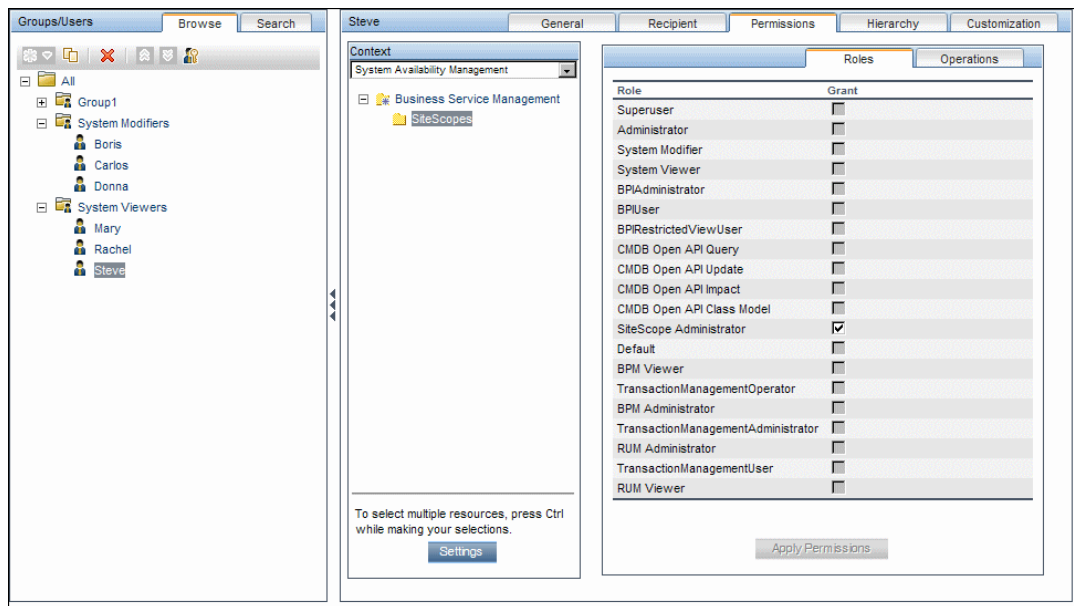 Groups/Users
Browse
Search
All
Group1
System Modifiers
Boris
Carlos
Donna
System Viewers
Mary
Rachel
Steve
Steve
General
Recipient
Permissions
Hierarchy
Customization
Context
System Availability Management
Business Service Management
SiteScopes
To select multiple resources, press Ctrl
while making your selections.
Settings
Roles
Operations
Role Grant
Superuser
Administrator
System Modifier
System Viewer
BPIAdministrator
BPIUser
BPIRestrictedViewUser
CMDB Open API Query
CMDB Open API Update
CMDB Open API Impact
CMDB Open API Class Model
SiteScope Administrator
Default
BPM Viewer
TransactionManagementOperator
BPM Administrator
TransactionManagementAdministrator
RUM Administrator
TransactionManagementUser
RUM Viewer
Apply Permissions